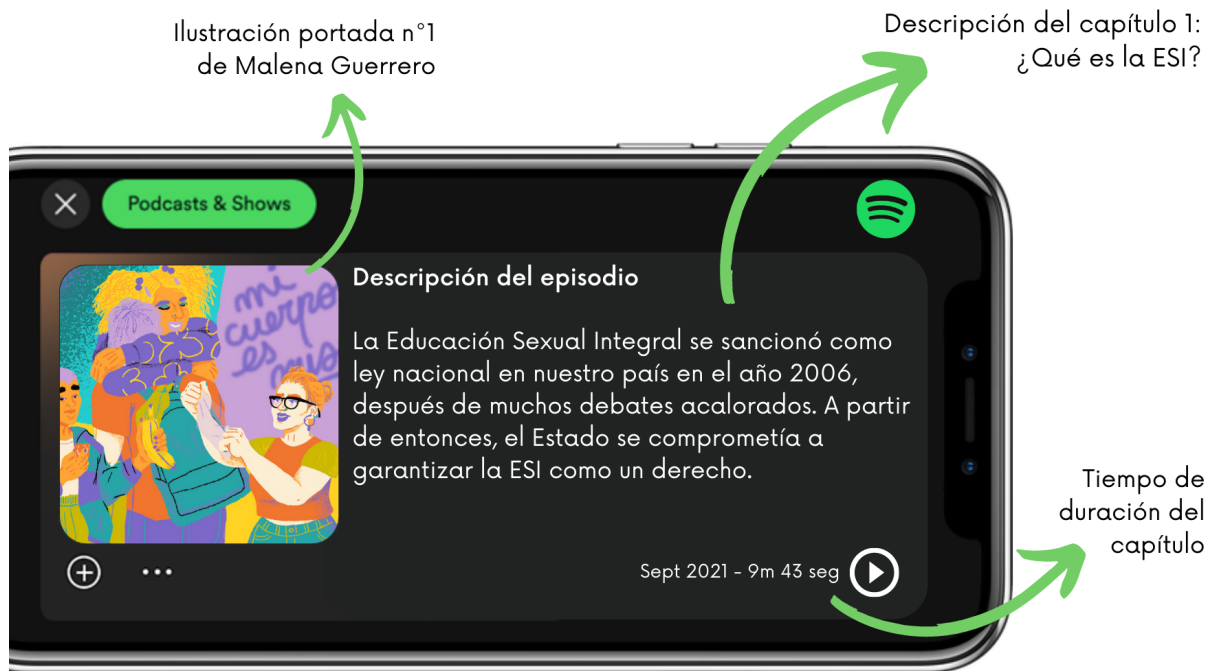 Ilustración portada n°1
de Malena Guerrero
Descripción del capítulo 1:
¿Qué es la ESI?
Podcasts & Shows
mi
cuerpo
es
Descripción del episodio
La Educación Sexual Integral se sancionó como
ley nacional en nuestro país en el año 2006,
después de muchos debates acalorados. A partir
de entonces, el Estado se comprometía a
garantizar la ESI como un derecho.
Sept 2021 - 9m 43 seg
Tiempo de
duración del
capítulo